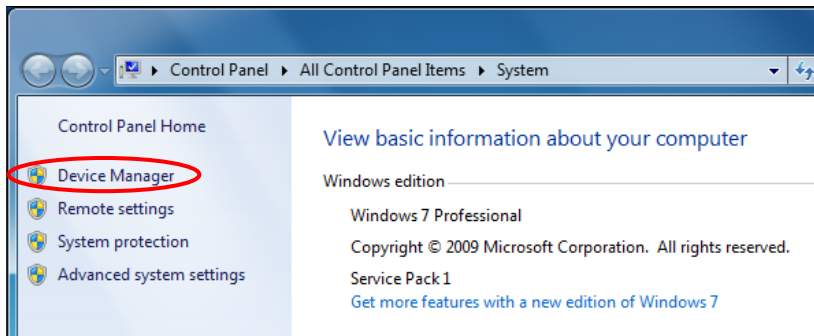 Control Panel All Control Panel Items System
Control Panel Home
Device Manager
Remote settings
System protection
Advanced system settings
View basic information about your computer
Windows edition
Windows 7 Professional
Copyright © 2009 Microsoft Corporation. All rights reserved.
Service Pack 1
Get more features with a new edition of Windows 7